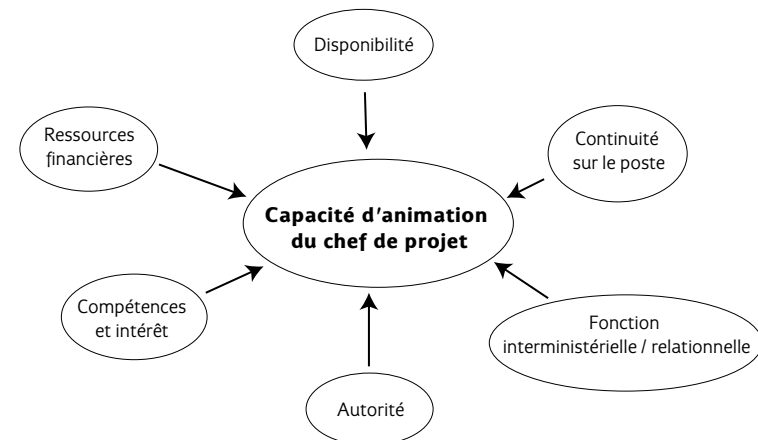 Disponibilité
Ressources
financières
Continuité
sur le poste
Capacité d'animation
du chef de projet
Compétences
et intérêt
Fonction
interministérielle / relationnelle
Autorité